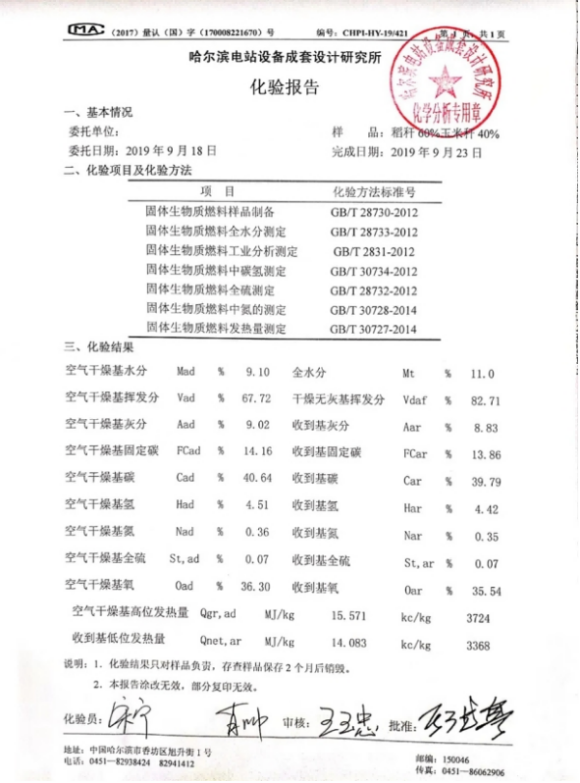 MA (2017)量认(国)字(170008221670)号 编号: CHPI-HY-19/421 第 1 页, 共 1 页
哈尔滨电站设备成套设计研究所
化验报告
哈尔滨电站设备成套设计研究所
化学分析专用章
一、基本情况
委托单位: 样 品: 稻秆 60%玉米秆 40%
委托日期: 2019 年 9 月 18 日 完成日期: 2019 年 9 月 23 日
二、化验项目及化验方法
项 目 化验方法标准号
固体生物质燃料样品制备 GB/T 28730-2012
固体生物质燃料全水分测定 GB/T 28733-2012
固体生物质燃料工业分析测定 GB/T 2831-2012
固体生物质燃料中碳氢测定 GB/T 30734-2012
固体生物质燃料全硫测定 GB/T 28732-2012
固体生物质燃料中氮的测定 GB/T 30728-2014
固体生物质燃料发热量测定 GB/T 30727-2014
三、化验结果
空气干燥基水分 Mad % 9.10 全水分 Mt % 11.0
空气干燥基挥发分 Vad % 67.72 干燥无灰基挥发分 Vdaf % 82.71
空气干燥基灰分 Aad % 9.02 收到基灰分 Aar % 8.83
空气干燥基固定碳 FCad % 14.16 收到基固定碳 FCar % 13.86
空气干燥基碳 Cad % 40.64 收到基碳 Car % 39.79
空气干燥基氢 Had % 4.51 收到基氢 Har % 4.42
空气干燥基氮 Nad % 0.36 收到基氮 Nar % 0.35
空气干燥基全硫 St,ad % 0.07 收到基全硫 St,ar % 0.07
空气干燥基氧 Oad % 36.30 收到基氧 Oar % 35.54
空气干燥基高位发热量 Qgr,ad MJ/kg 15.571 kc/kg 3724
收到基低位发热量 Qnet,ar MJ/kg 14.083 kc/kg 3368
说明: 1. 化验结果只对样品负责, 存查样品保存 2 个月后销毁。
2. 本报告涂改无效, 部分复印无效。
化验员: 审核: 批准:
地址: 中国哈尔滨市香坊区旭升街 1 号
电话: 0451—82938424 82941412
邮编: 150046
传真: 0451—86062906